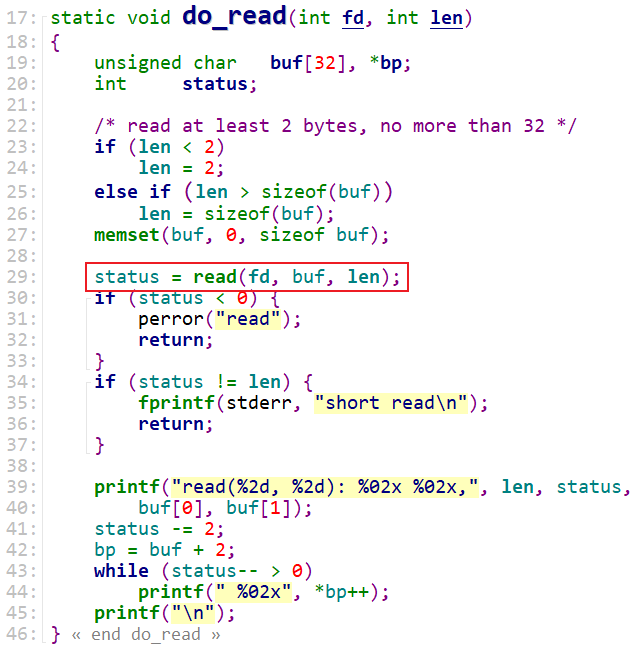 17: static void do_read(int fd, int len)
18: {
19:     unsigned char   buf[32], *bp;
20:     int     status;
21:
22:     /* read at least 2 bytes, no more than 32 */
23:     if (len < 2)
24:         len = 2;
25:     else if (len > sizeof(buf))
26:         len = sizeof(buf);
27:     memset(buf, 0, sizeof buf);
28:
29:     status = read(fd, buf, len);
30:     if (status < 0) {
31:         perror("read");
32:         return;
33:     }
34:     if (status != len) {
35:         fprintf(stderr, "short read\n");
36:         return;
37:     }
38:
39:     printf("read(%2d, %2d): %02x %02x,", len, status,
40:         buf[0], buf[1]);
41:     status -= 2;
42:     bp = buf + 2;
43:     while (status-- > 0)
44:         printf(" %02x", *bp++);
45:     printf("\n");
46: } « end do_read »